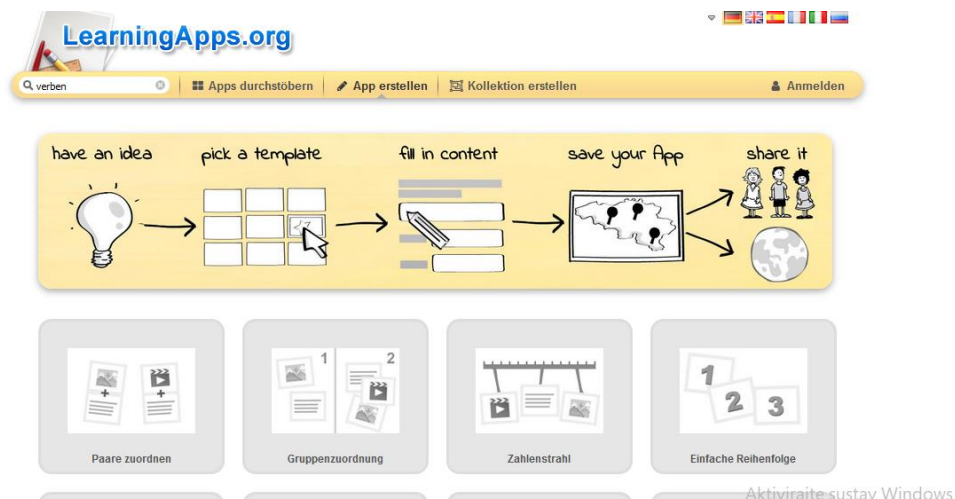 LearningApps.org
verben
Apps durchstöbern
App erstellen
Kollektion erstellen
Anmelden
have an idea
pick a template
fill in content
save your App
share it
1
2
1
2
3
Paare zuordnen
Gruppenzuordnung
Zahlenstrahl
Einfache Reihenfolge
Aktivirajte sustav Windows